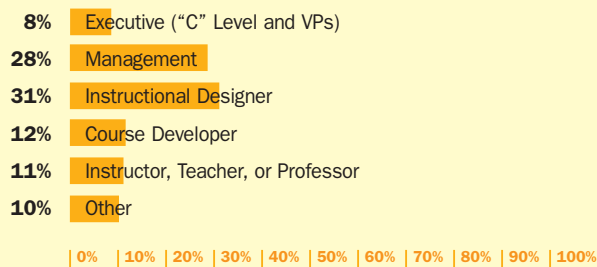 8% Executive (“C” Level and VPs)
28% Management
31% Instructional Designer
12% Course Developer
11% Instructor, Teacher, or Professor
10% Other
0% 10% 20% 30% 40% 50% 60% 70% 80% 90% 100%